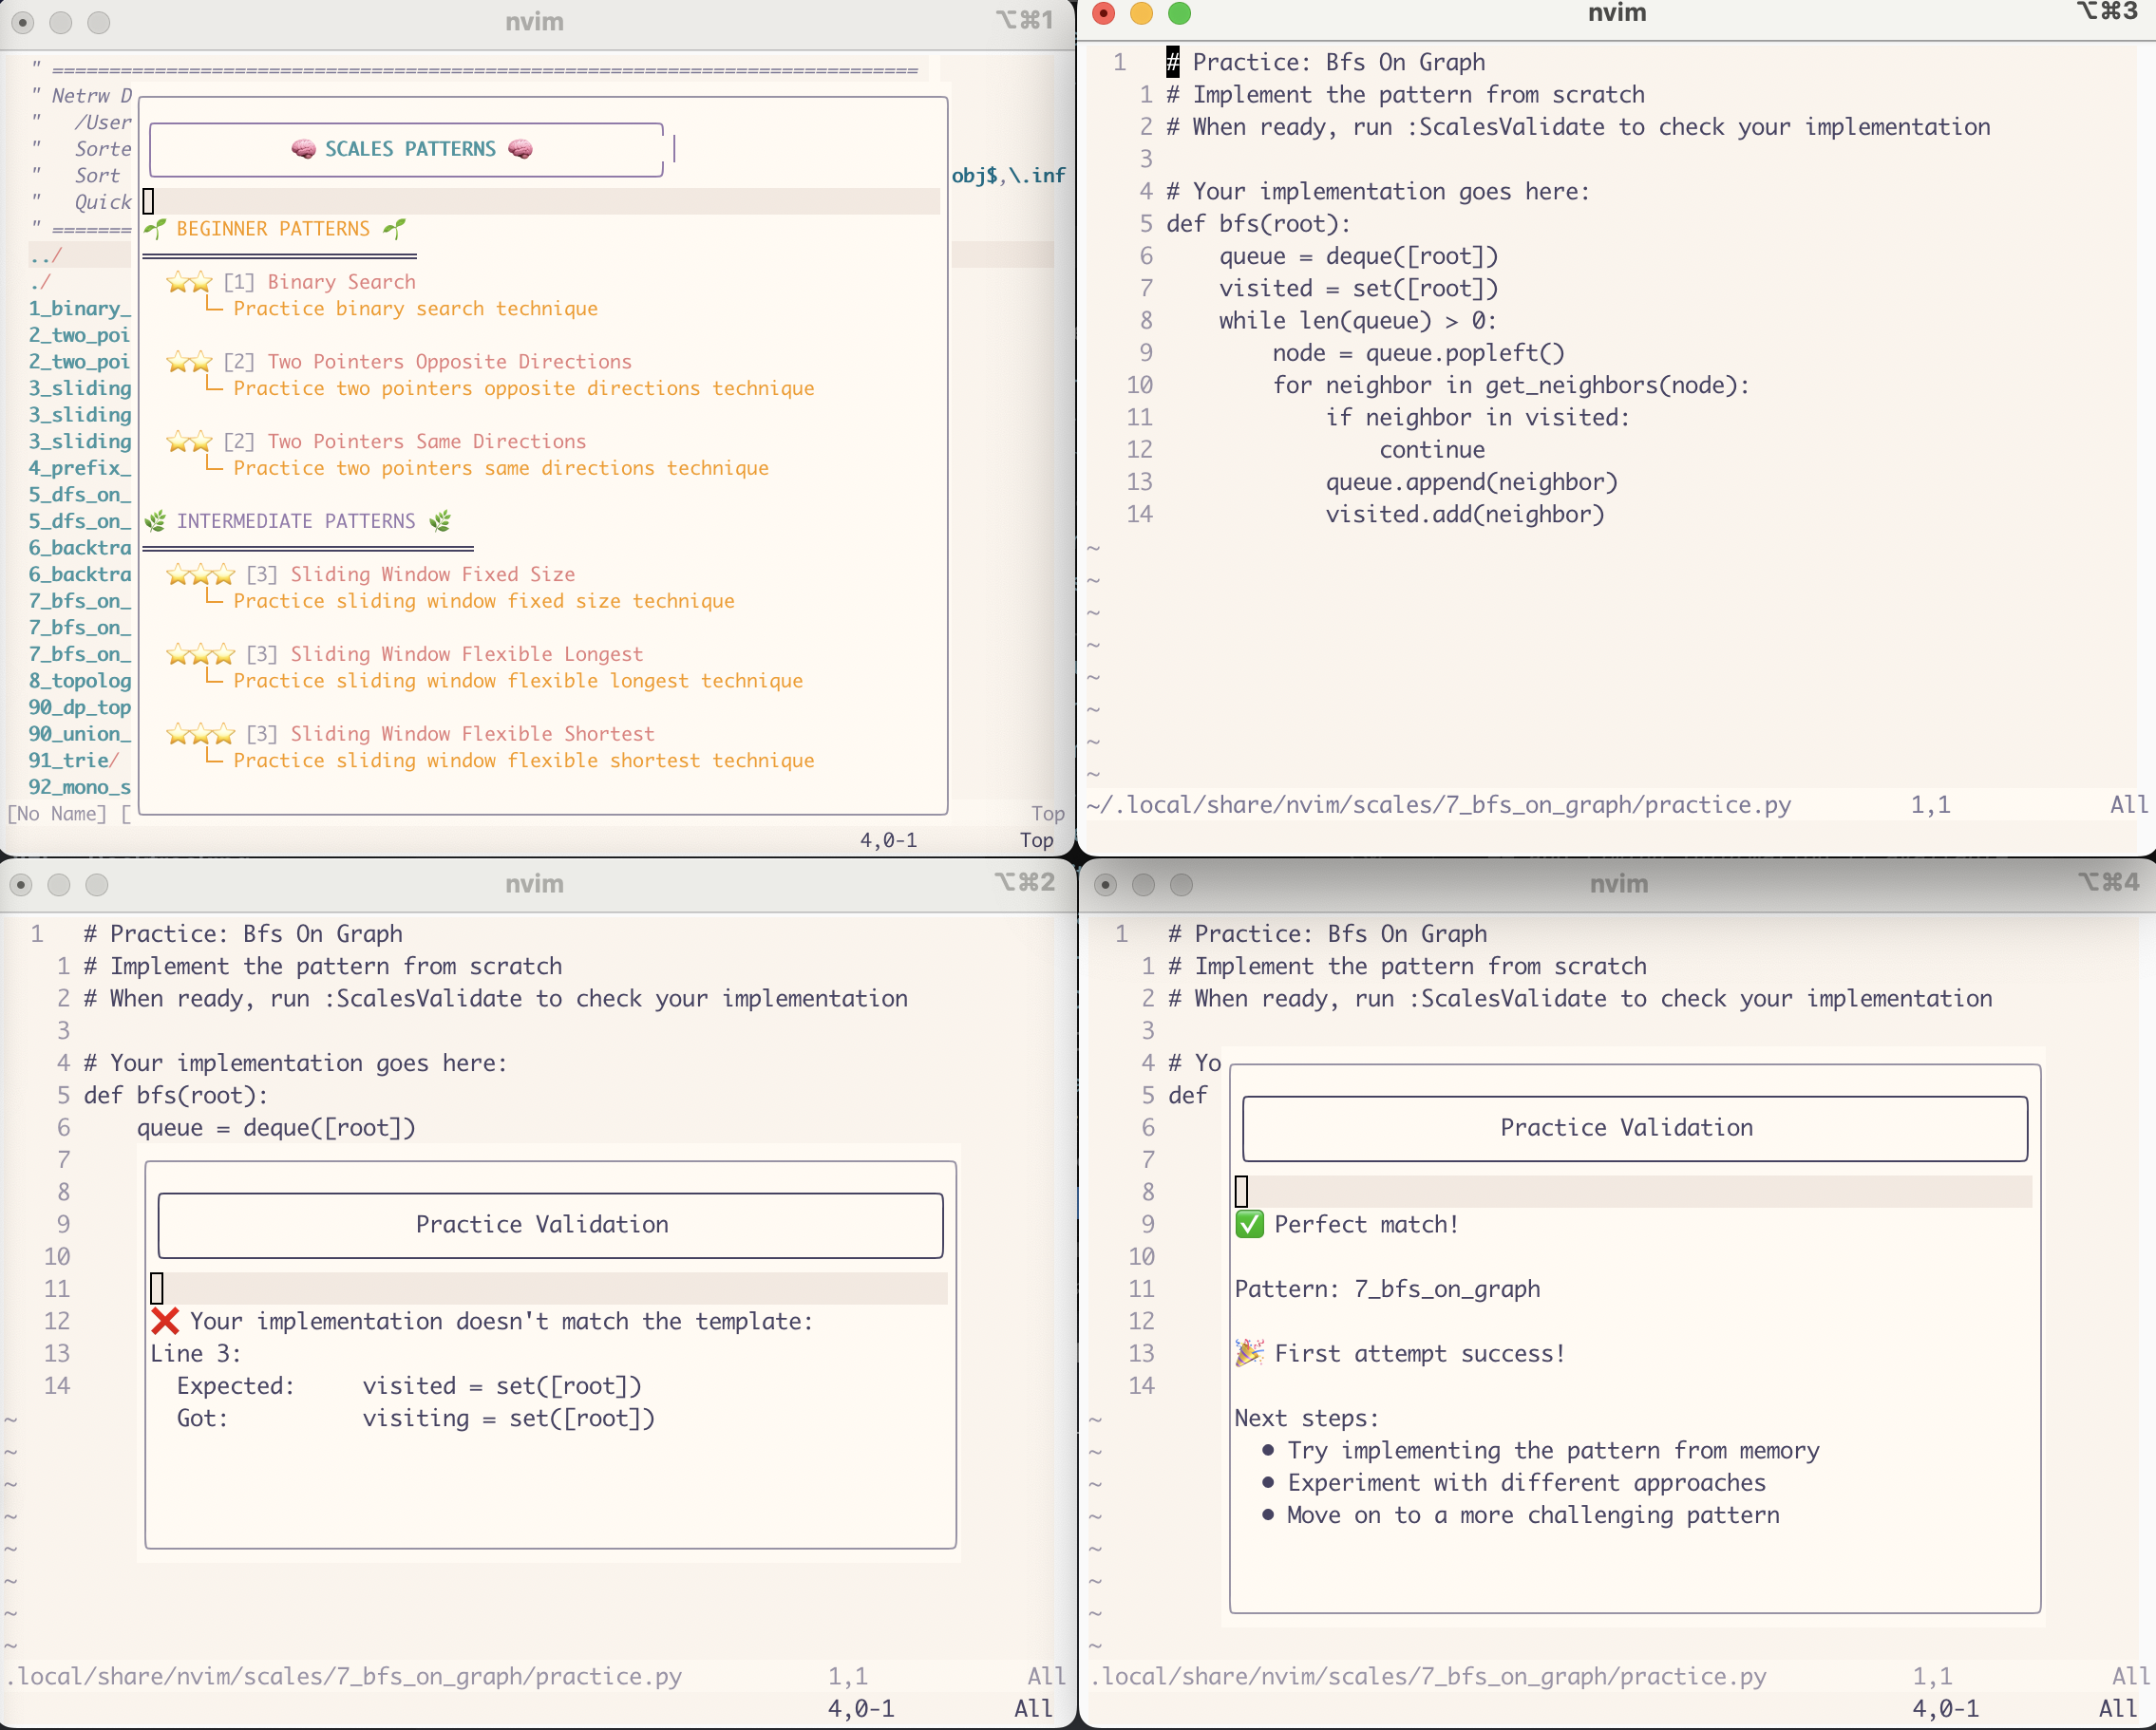 nvim
⌥⌘1
" ============================================================================
" Netrw D
"   /User
"   Sorte
"   Sort
"   Quick
" =======
obj$,\.inf
../
./
1_binary_
2_two_poi
2_two_poi
3_sliding
3_sliding
3_sliding
4_prefix_
5_dfs_on_
5_dfs_on_
6_backtra
6_backtra
7_bfs_on_
7_bfs_on_
7_bfs_on_
8_topolog
90_dp_top
90_union_
91_trie/
92_mono_s
[No Name] [
Top
4,0-1 Top
🧠 SCALES PATTERNS 🧠
🌱 BEGINNER PATTERNS 🌱
⭐⭐ [1] Binary Search
└─ Practice binary search technique
⭐⭐ [2] Two Pointers Opposite Directions
└─ Practice two pointers opposite directions technique
⭐⭐ [2] Two Pointers Same Directions
└─ Practice two pointers same directions technique
🌿 INTERMEDIATE PATTERNS 🌿
⭐⭐⭐ [3] Sliding Window Fixed Size
└─ Practice sliding window fixed size technique
⭐⭐⭐ [3] Sliding Window Flexible Longest
└─ Practice sliding window flexible longest technique
⭐⭐⭐ [3] Sliding Window Flexible Shortest
└─ Practice sliding window flexible shortest technique
nvim
⌥⌘3
1 # Practice: Bfs On Graph
1 # Implement the pattern from scratch
2 # When ready, run :ScalesValidate to check your implementation
3
4 # Your implementation goes here:
5 def bfs(root):
6     queue = deque([root])
7     visited = set([root])
8     while len(queue) > 0:
9         node = queue.popleft()
10         for neighbor in get_neighbors(node):
11             if neighbor in visited:
12                 continue
13             queue.append(neighbor)
14             visited.add(neighbor)
~
~
~
~
~
~
~
~
~/.local/share/nvim/scales/7_bfs_on_graph/practice.py 1,1 All
nvim
⌥⌘2
1 # Practice: Bfs On Graph
1 # Implement the pattern from scratch
2 # When ready, run :ScalesValidate to check your implementation
3
4 # Your implementation goes here:
5 def bfs(root):
6     queue = deque([root])
7
8
9
10
11
12
13
14
Practice Validation
❌ Your implementation doesn't match the template:
Line 3:
  Expected:     visited = set([root])
  Got:          visiting = set([root])
~
~
~
~
~
~
~
~
.local/share/nvim/scales/7_bfs_on_graph/practice.py 1,1 All
4,0-1 All
nvim
⌥⌘4
1 # Practice: Bfs On Graph
1 # Implement the pattern from scratch
2 # When ready, run :ScalesValidate to check your implementation
3
4 # Yo
5 def
6
7
8
9
10
11
12
13
14
Practice Validation
✅ Perfect match!
Pattern: 7_bfs_on_graph
🎉 First attempt success!
Next steps:
• Try implementing the pattern from memory
• Experiment with different approaches
• Move on to a more challenging pattern
~
~
~
~
~
~
~
~
.local/share/nvim/scales/7_bfs_on_graph/practice.py 1,1 All
4,0-1 All